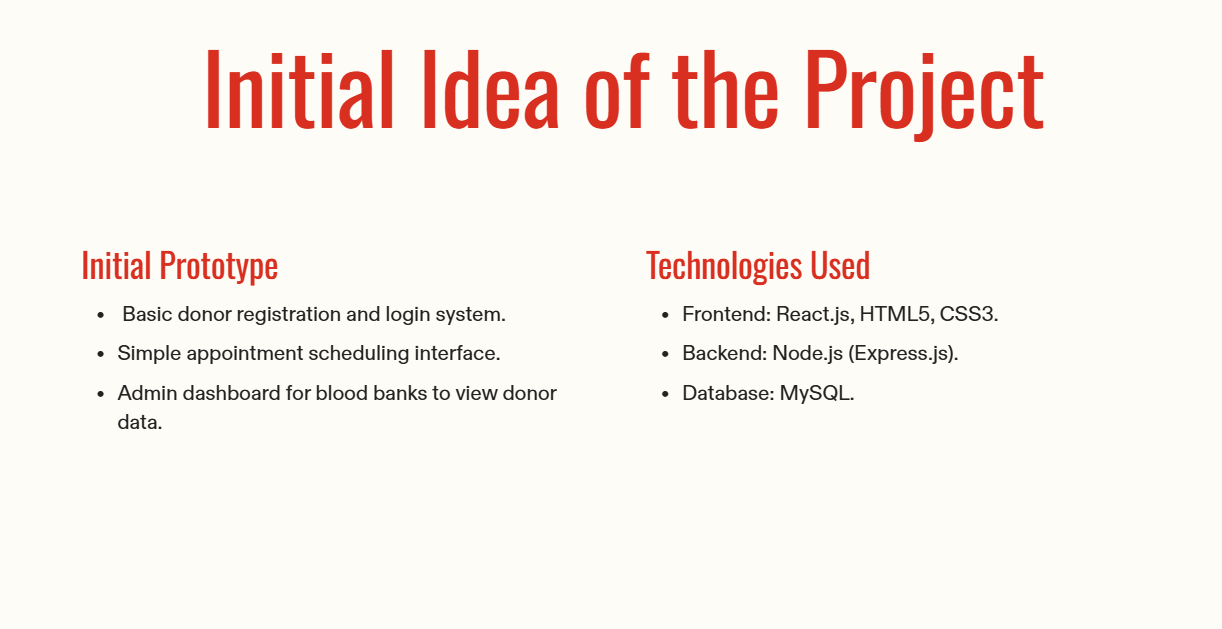 Initial Idea of the Project
Initial Prototype
• Basic donor registration and login system.
• Simple appointment scheduling interface.
• Admin dashboard for blood banks to view donor
data.
Technologies Used
• Frontend: React.js, HTML5, CSS3.
• Backend: Node.js (Express.js).
• Database: MySQL.